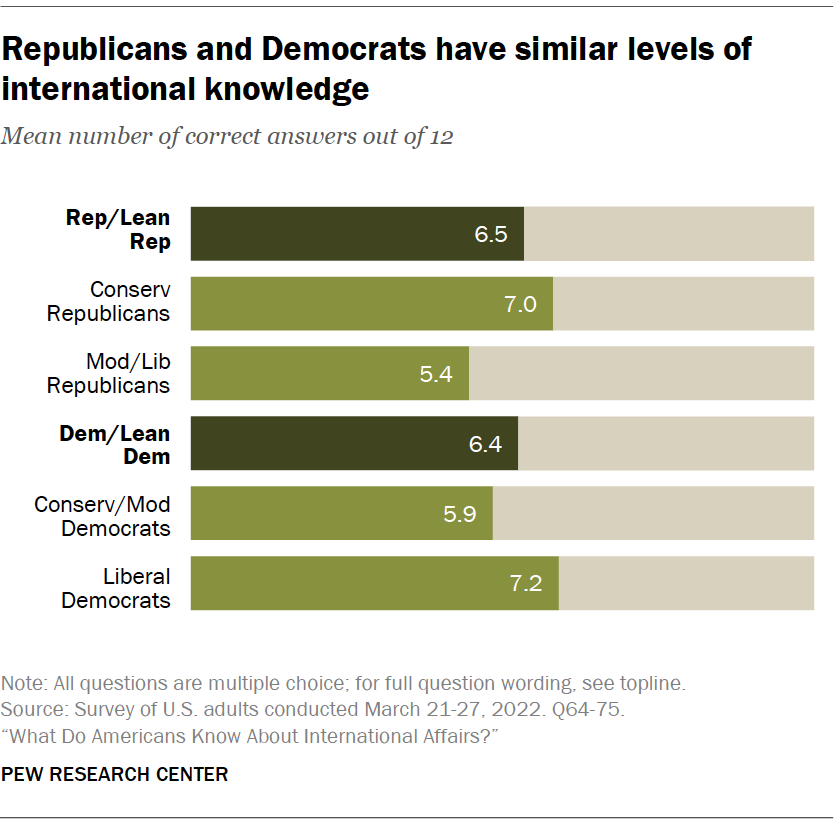 Republicans and Democrats have similar levels of
international knowledge
Mean number of correct answers out of 12
Rep/Lean
Rep
6.5
Conserv
Republicans
7.0
Mod/Lib
Republicans
5.4
Dem/Lean
Dem
6.4
Conserv/Mod
Democrats
5.9
Liberal
Democrats
7.2
Note: All questions are multiple choice; for full question wording, see topline.
Source: Survey of U.S. adults conducted March 21-27, 2022. Q64-75.
“What Do Americans Know About International Affairs?”
PEW RESEARCH CENTER